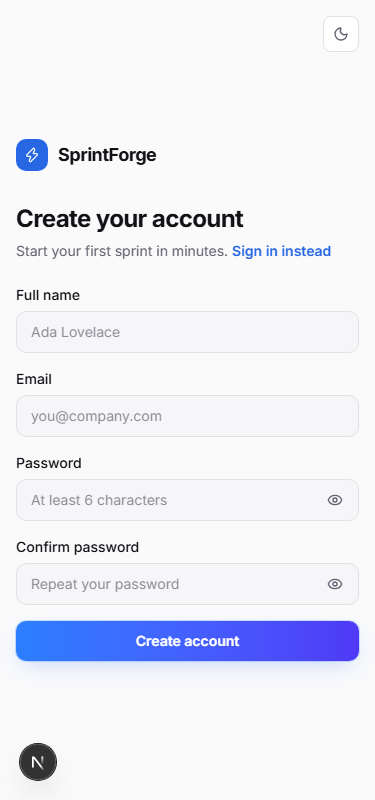 SprintForge
Create your account
Start your first sprint in minutes. Sign in instead
Full name
Ada Lovelace
Email
you@company.com
Password
At least 6 characters
Confirm password
Repeat your password
Create account
N